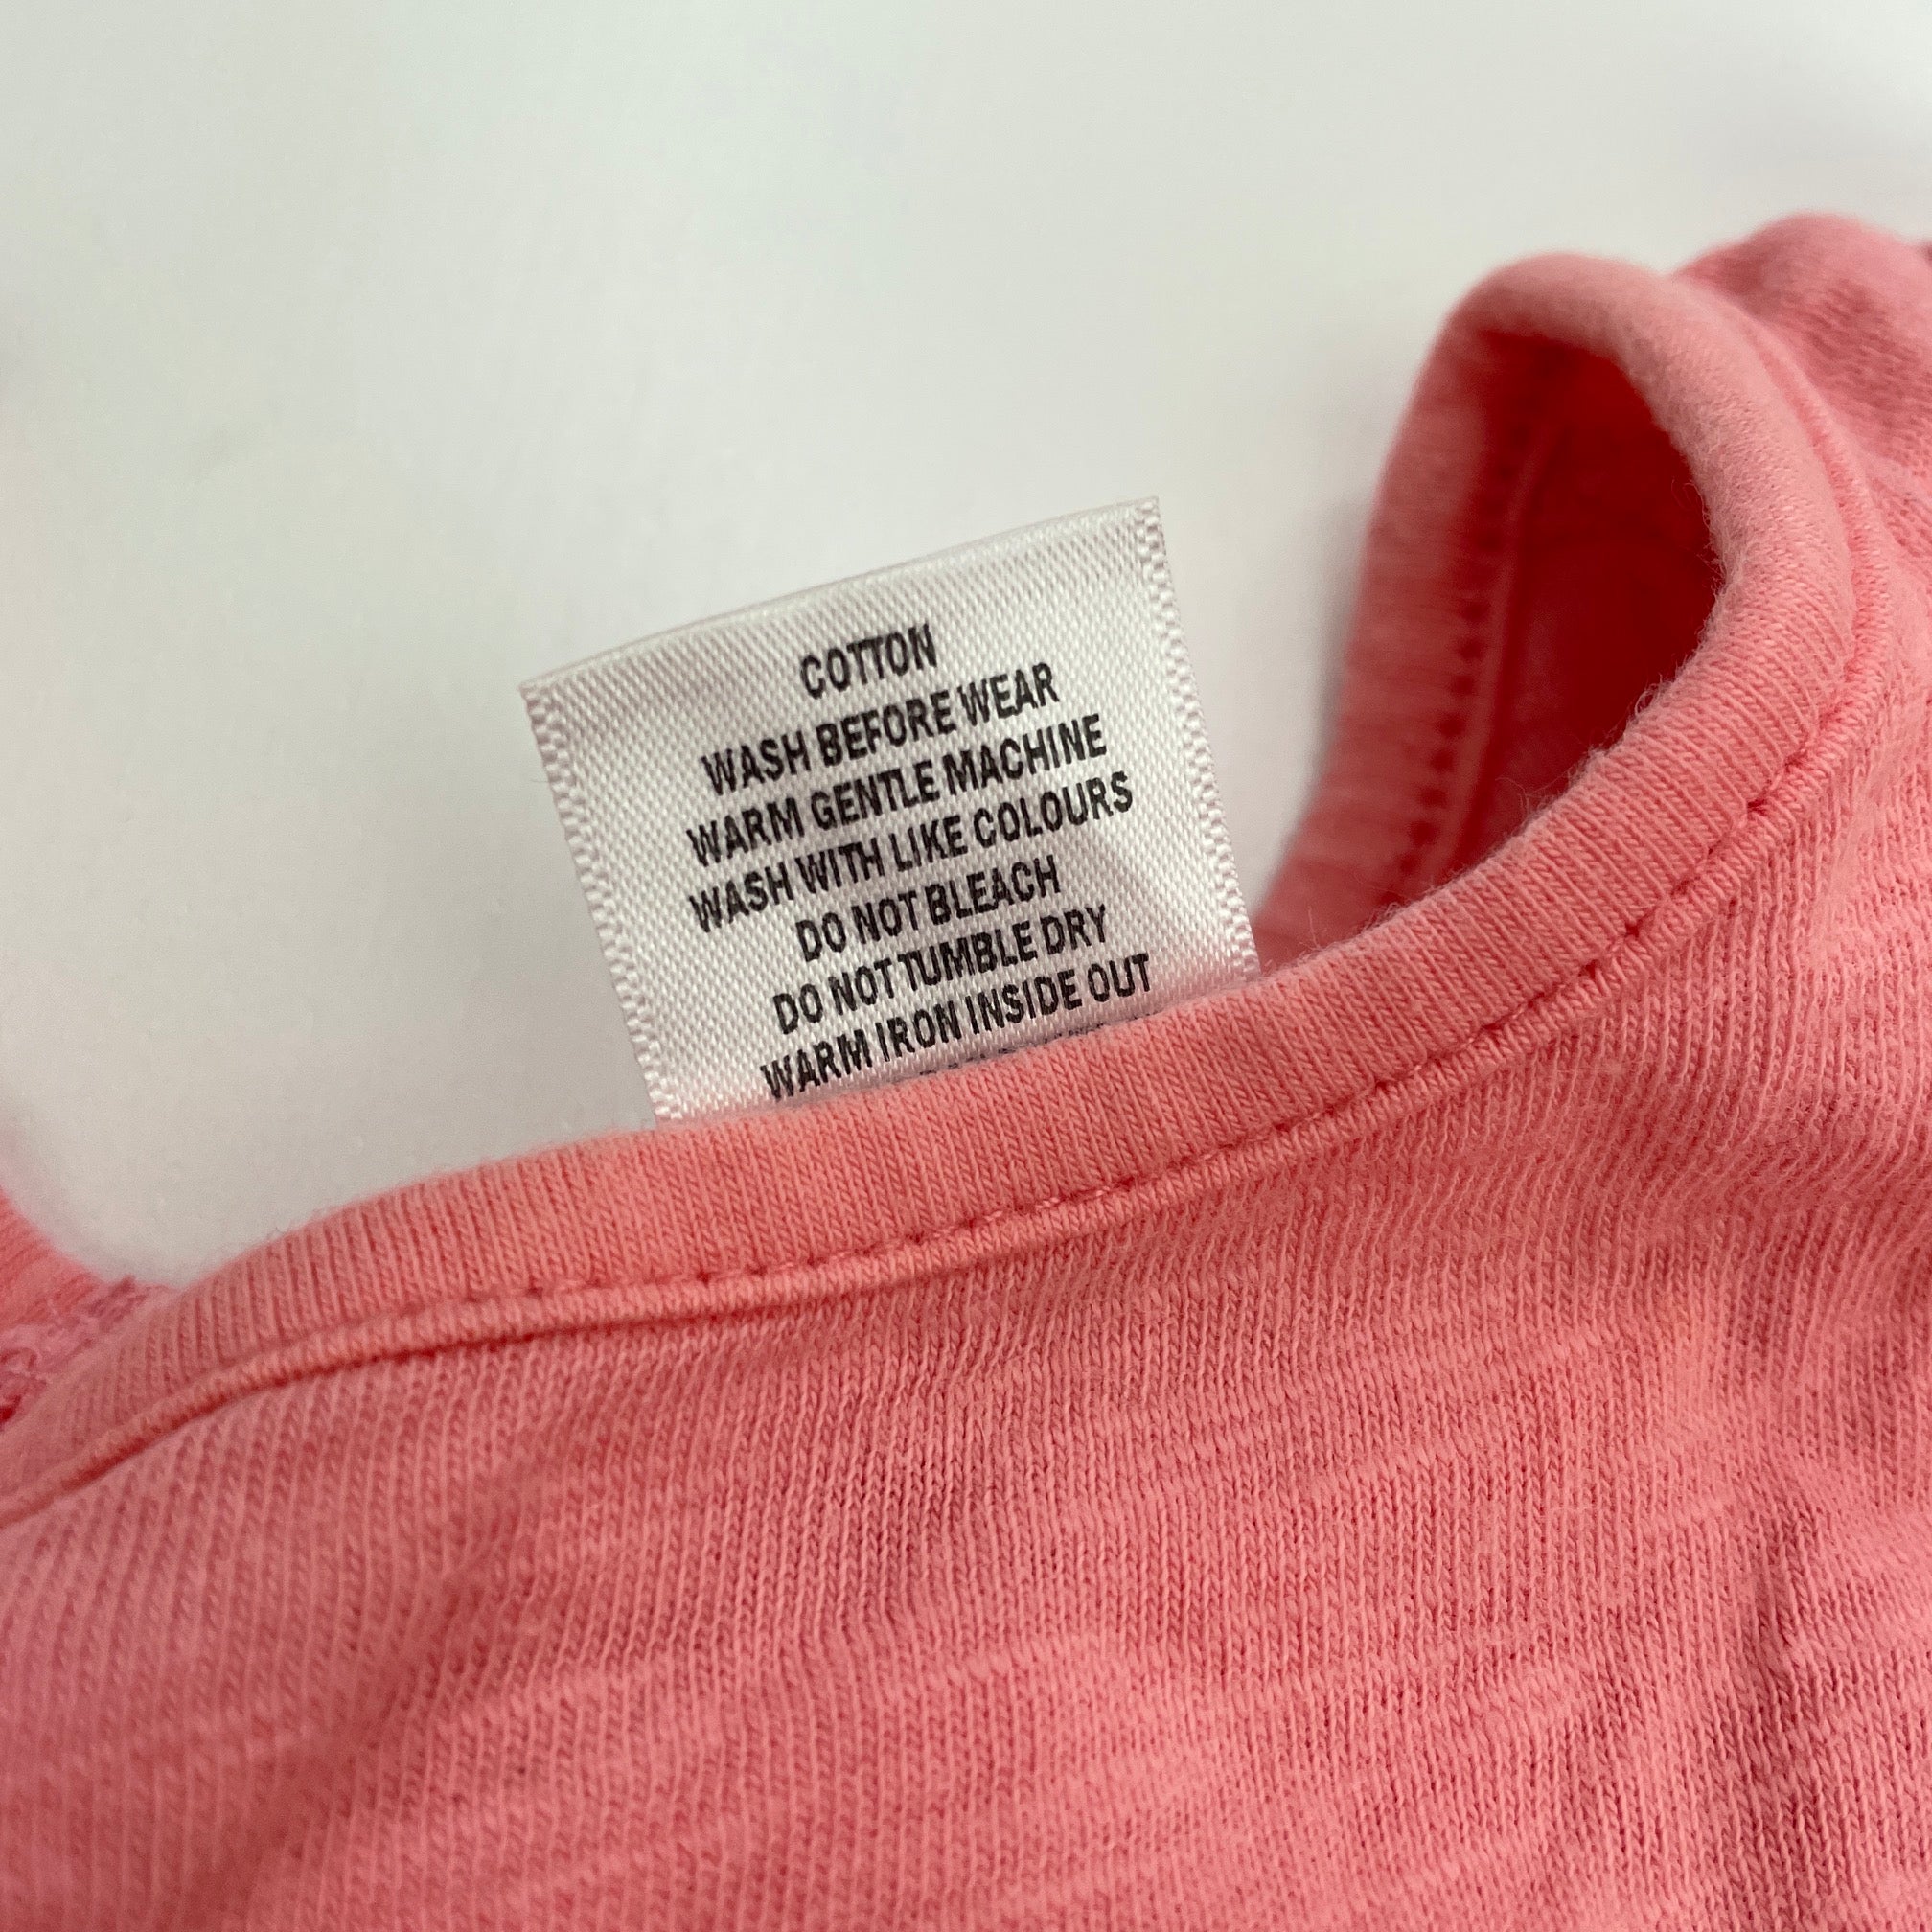 COTTON
WASH BEFORE WEAR
WARM GENTLE MACHINE
WASH WITH LIKE COLOURS
DO NOT BLEACH
DO NOT TUMBLE DRY
WARM IRON INSIDE OUT